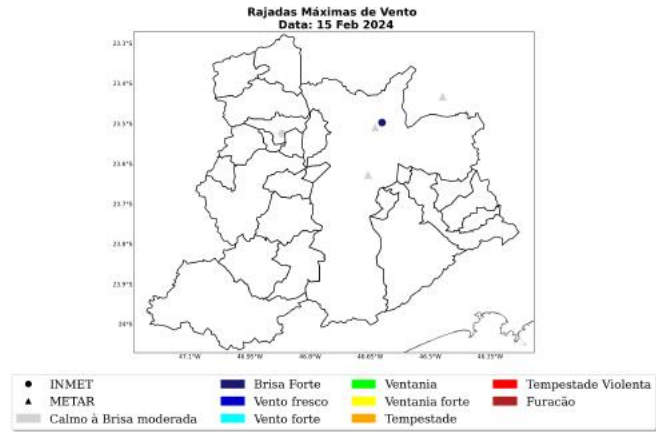 Rajadas Máximas de Vento
Data: 15 Feb 2024
23.3°S
23.4°S
23.5°S
23.6°S
23.7°S
23.8°S
23.9°S
24°S
47.1°W 46.95°W 46.8°W 46.65°W 46.5°W 46.35°W
INMET Brisa Forte Ventania Tempestade Violenta
METAR Vento fresco Ventania forte Furacão
Calmo à Brisa moderada Vento forte Tempestade